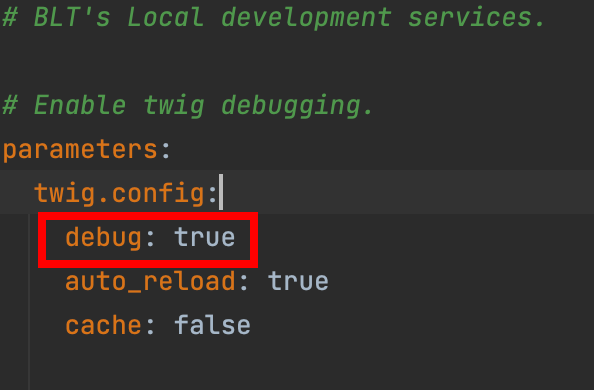 # BLT's Local development services.
# Enable twig debugging.
parameters:
twig.config:
debug: true
auto_reload: true
cache: false